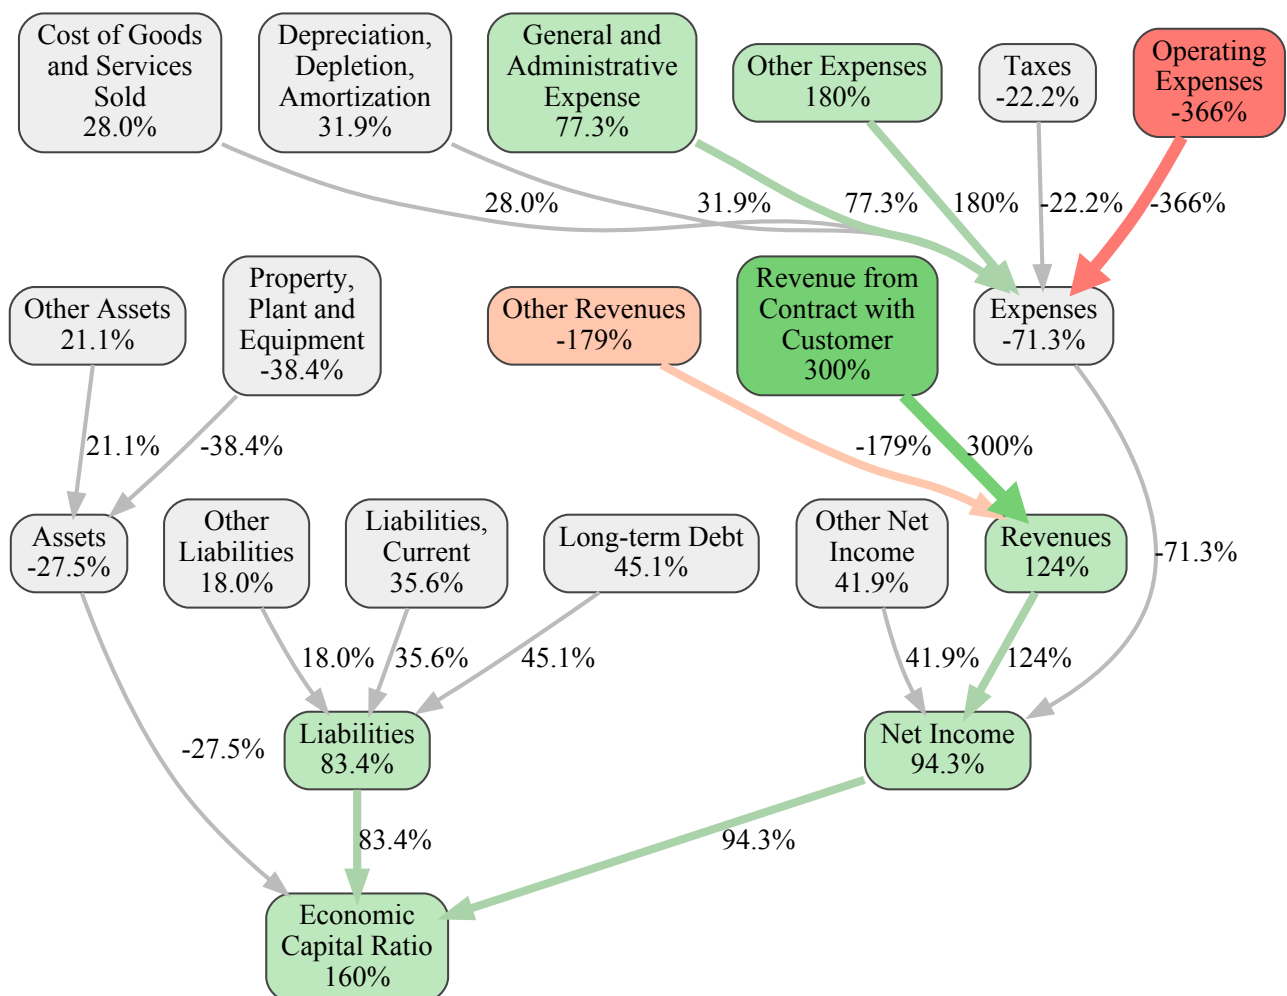 Cost of Goods
and Services
Sold
28.0%
Depreciation,
Depletion,
Amortization
31.9%
General and
Administrative
Expense
77.3%
Other Expenses
180%
Taxes
-22.2%
Operating
Expenses
-366%
28.0%
31.9%
77.3%
180%
-22.2%
-366%
Other Assets
21.1%
Property,
Plant and
Equipment
-38.4%
Other Revenues
-179%
Revenue from
Contract with
Customer
300%
Expenses
-71.3%
21.1%
-38.4%
-179%
300%
Assets
-27.5%
Other
Liabilities
18.0%
Liabilities,
Current
35.6%
Long-term Debt
45.1%
Other Net
Income
41.9%
Revenues
124%
-71.3%
18.0%
35.6%
45.1%
41.9%
124%
-27.5%
Liabilities
83.4%
Net Income
94.3%
83.4%
94.3%
Economic
Capital Ratio
160%